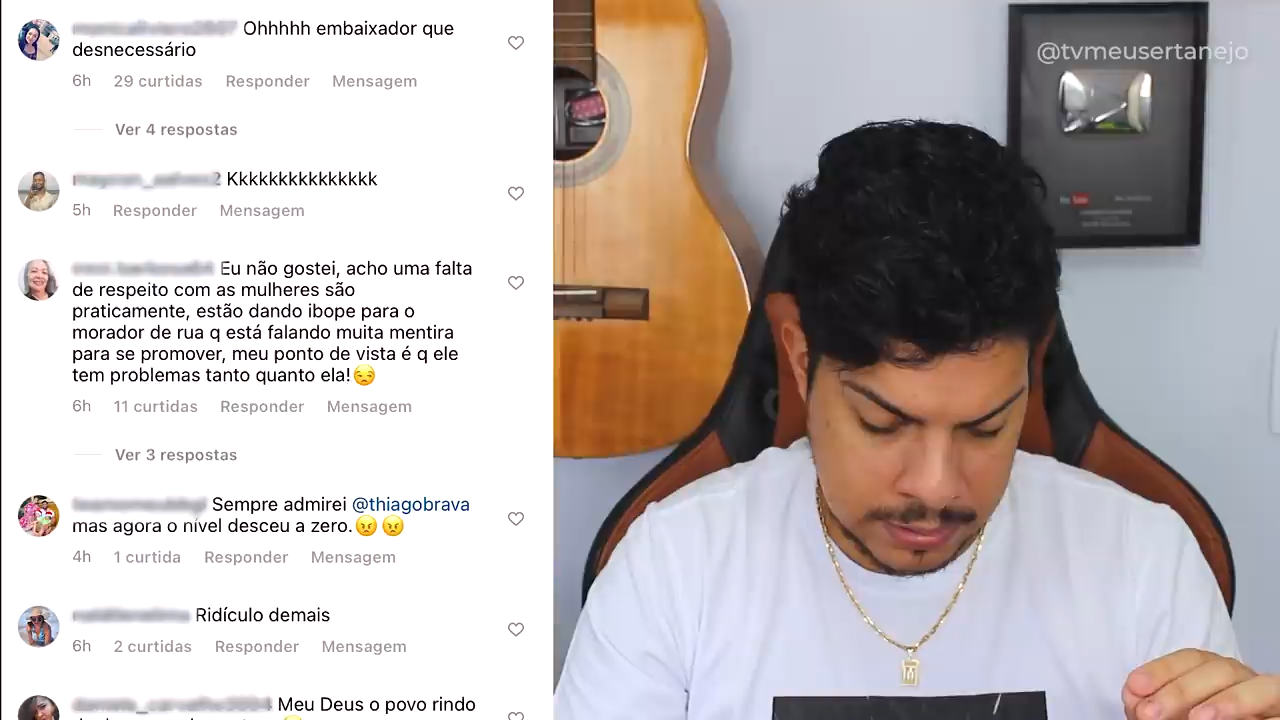 Ohhhhh embaixador que
desnecessário
6h 29 curtidas Responder Mensagem
Ver 4 respostas
Kkkkkkkkkkkkkkk
5h Responder Mensagem
Eu não gostei, acho uma falta
de respeito com as mulheres são
praticamente, estão dando ibope para o
morador de rua q está falando muita mentira
para se promover, meu ponto de vista é q ele
tem problemas tanto quanto ela!😒
6h 11 curtidas Responder Mensagem
Ver 3 respostas
Sempre admirei @thiagobrava
mas agora o nível desceu a zero.😠😠
4h 1 curtida Responder Mensagem
Ridículo demais
6h 2 curtidas Responder Mensagem
Meu Deus o povo rindo
@tvmeusertanejo